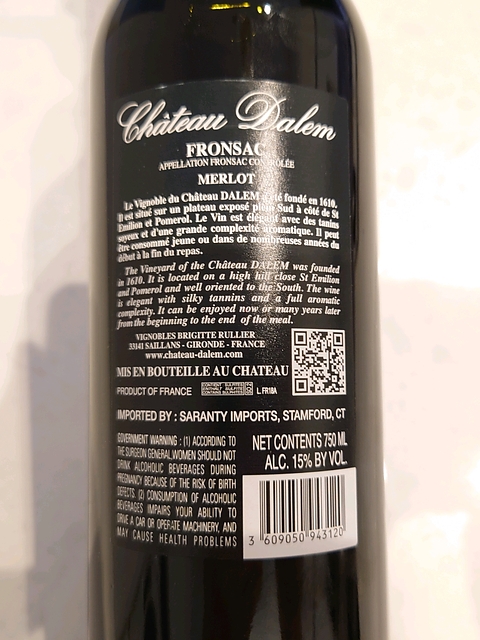 Château Dalem
FRONSAC
APPELLATION FRONSAC CONTRÔLÉE
MERLOT
Le Vignoble du Château DALEM a été fondé en 1610.
Il est situé sur un plateau exposé plein Sud à côté de St
Emilion et Pomerol. Le Vin est élégant avec des tanins
soyeux et d'une grande complexité aromatique. Il peut
être consommé jeune ou dans de nombreuses années du
début à la fin du repas.
The Vineyard of the Château DALEM was founded
in 1610. It is located on a high hill close St Emilion
and Pomerol and well oriented to the South. The wine
is elegant with silky tannins and a full aromatic
complexity. It can be enjoyed now or many years later
from the beginning to the end of the meal.
VIGNOBLES BRIGITTE RULLIER
33141 SAILLANS - GIRONDE - FRANCE
www.chateau-dalem.com
MIS EN BOUTEILLE AU CHATEAU
PRODUCT OF FRANCE
CONTIENT SULFITES
CONTAINS SULPHITES
L.FR18A
IMPORTED BY : SARANTY IMPORTS, STAMFORD, CT
GOVERNMENT WARNING : (1) ACCORDING TO
THE SURGEON GENERAL,WOMEN SHOULD NOT
DRINK ALCOHOLIC BEVERAGES DURING
PREGNANCY BECAUSE OF THE RISK OF BIRTH
DEFECTS. (2) CONSUMPTION OF ALCOHOLIC
BEVERAGES IMPAIRS YOUR ABILITY TO
DRIVE A CAR OR OPERATE MACHINERY, AND
MAY CAUSE HEALTH PROBLEMS
NET CONTENTS 750 ML
ALC. 15% BY VOL.
3 609050 943120